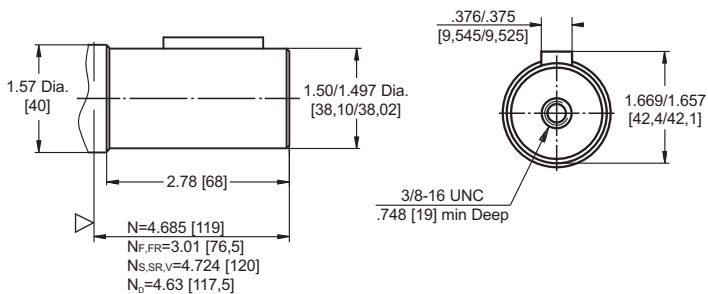 .376/.375
[9,545/9,525]
1.57 Dia.
[40]
1.50/1.497 Dia.
[38,10/38,02]
1.669/1.657
[42,4/42,1]
2.78 [68]
3/8-16 UNC
.748 [19] min Deep
N=4.685 [119]
NF,FR=3.01 [76,5]
NS,SR,V=4.724 [120]
ND=4.63 [117,5]